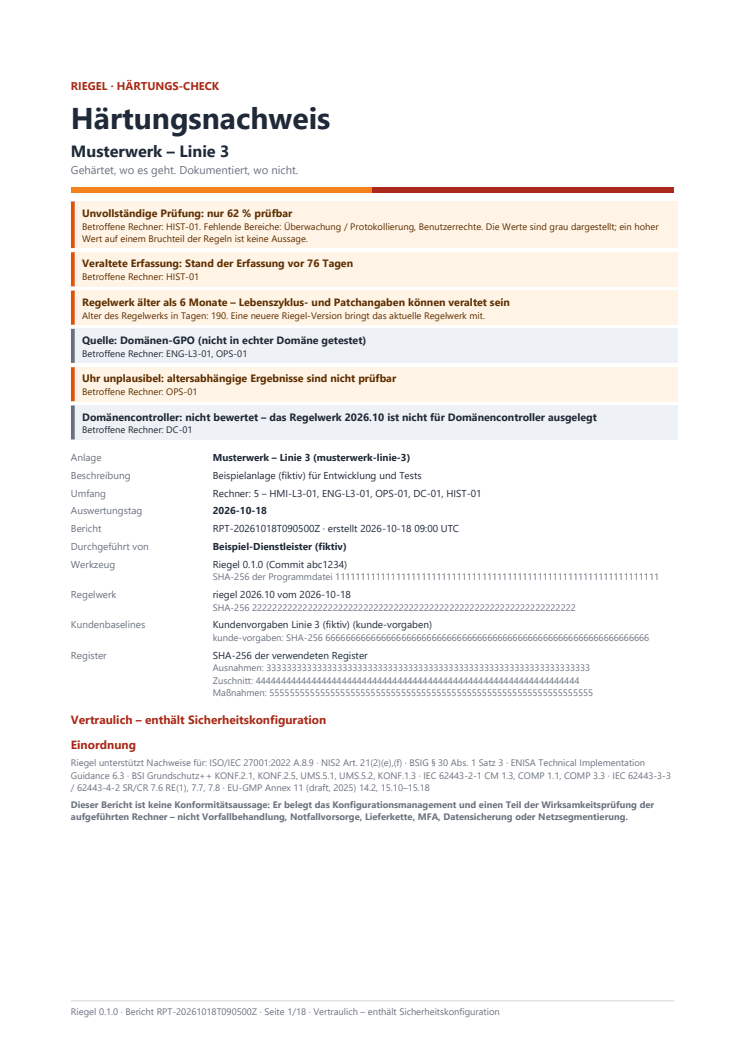 RIEGEL · HÄRTUNGS-CHECK
Härtungsnachweis
Musterwerk – Linie 3
Gehärtet, wo es geht. Dokumentiert, wo nicht.
Unvollständige Prüfung: nur 62 % prüfbar
Betroffene Rechner: HIST-01. Fehlende Bereiche: Überwachung / Protokollierung, Benutzerrechte. Die Werte sind grau dargestellt; ein hoher
Wert auf einem Bruchteil der Regeln ist keine Aussage.
Veraltete Erfassung: Stand der Erfassung vor 76 Tagen
Betroffene Rechner: HIST-01
Regelwerk älter als 6 Monate – Lebenszyklus- und Patchangaben können veraltet sein
Alter des Regelwerks in Tagen: 190. Eine neuere Riegel-Version bringt das aktuelle Regelwerk mit.
Quelle: Domänen-GPO (nicht in echter Domäne getestet)
Betroffene Rechner: ENG-L3-01, OPS-01
Uhr unplausibel: altersabhängige Ergebnisse sind nicht prüfbar
Betroffene Rechner: OPS-01
Domänencontroller: nicht bewertet – das Regelwerk 2026.10 ist nicht für Domänencontroller ausgelegt
Betroffene Rechner: DC-01
Anlage Musterwerk – Linie 3 (musterwerk-linie-3)
Beschreibung Beispielanlage (fiktiv) für Entwicklung und Tests
Umfang Rechner: 5 – HMI-L3-01, ENG-L3-01, OPS-01, DC-01, HIST-01
Auswertungstag 2026-10-18
Bericht RPT-20261018T090500Z · erstellt 2026-10-18 09:00 UTC
Durchgeführt von Beispiel-Dienstleister (fiktiv)
Werkzeug Riegel 0.1.0 (Commit abc1234)
SHA-256 der Programmdatei 1111111111111111111111111111111111111111111111111111111111111111
Regelwerk riegel 2026.10 vom 2026-10-18
SHA-256 2222222222222222222222222222222222222222222222222222222222222222
Kundenbaselines Kundenvorgaben Linie 3 (fiktiv) (kunde-vorgaben)
kunde-vorgaben: SHA-256 6666666666666666666666666666666666666666666666666666666666666666
Register SHA-256 der verwendeten Register
Ausnahmen: 3333333333333333333333333333333333333333333333333333333333333333
Zuschnitt: 4444444444444444444444444444444444444444444444444444444444444444
Maßnahmen: 5555555555555555555555555555555555555555555555555555555555555555
Vertraulich – enthält Sicherheitskonfiguration
Einordnung
Riegel unterstützt Nachweise für: ISO/IEC 27001:2022 A.8.9 · NIS2 Art. 21(2)(e),(f) · BSIG § 30 Abs. 1 Satz 3 · ENISA Technical Implementation
Guidance 6.3 · BSI Grundschutz++ KONF.2.1, KONF.2.5, UMS.5.1, UMS.5.2, KONF.1.3 · IEC 62443-2-1 CM 1.3, COMP 1.1, COMP 3.3 · IEC 62443-3-3
/ 62443-4-2 SR/CR 7.6 RE(1), 7.7, 7.8 · EU-GMP Annex 11 (draft, 2025) 14.2, 15.10–15.18
Dieser Bericht ist keine Konformitätsaussage: Er belegt das Konfigurationsmanagement und einen Teil der Wirksamkeitsprüfung der
aufgeführten Rechner – nicht Vorfallbehandlung, Notfallvorsorge, Lieferkette, MFA, Datensicherung oder Netzsegmentierung.
Riegel 0.1.0 · Bericht RPT-20261018T090500Z · Seite 1/18 · Vertraulich – enthält Sicherheitskonfiguration